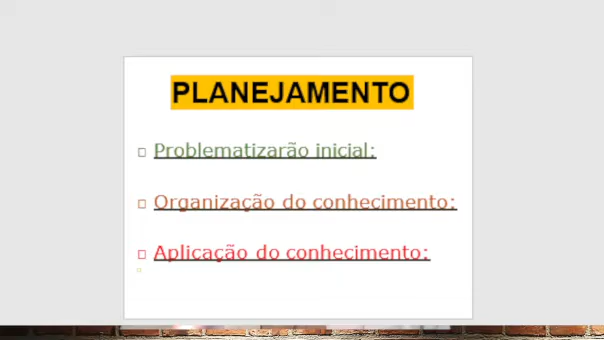 PLANEJAMENTO
Problematizarão inicial:
Organização do conhecimento:
Aplicação do conhecimento: